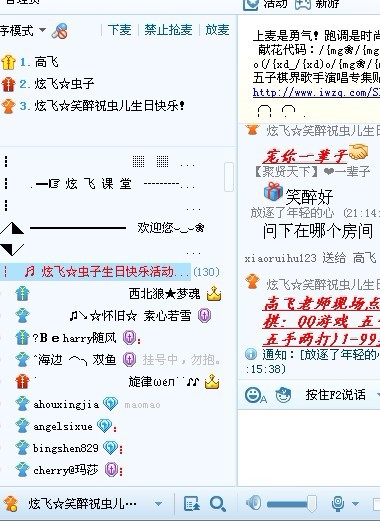 活动 新游
序模式 下麦 禁止抢麦 放麦
1. 高飞
2. 炫飞☆虫子
3. 炫飞☆笑醉祝虫儿生日快乐!
...
炫 飞 课 堂 --------- ...
欢迎您
...
炫飞☆虫子生日快乐活动... (130)
西北狼★梦魂
☆怀旧☆ 素心若雪
?Ｂｅharry随风
ˇ海边 双鱼 挂号中，勿抱。
旋律
ahouxingjia maomao
angelsixue
bingshen829
cherry@玛莎
炫飞☆笑醉祝虫儿…
上麦是勇气! 跑调是时尚
献花代码: /{mg❀/{mg
o(/{xd_/{xd)o/{mg❀/{mg
五子棋界歌手演唱专集贴
http://www.iwzq.com/S
炫飞☆笑醉祝虫儿生
宠你一辈子
【聚贤天下】❤一辈子
笑醉好
放逐了年轻的心 (21:14:
问下在哪个房间
xiaoruihu123 送给 高飞
炫飞☆笑醉祝虫儿生
高飞老师现场点
棋: QQ游戏 五子
五手两打)1-99
通知: [放逐了年轻的心
:15:38)
按住F2说话